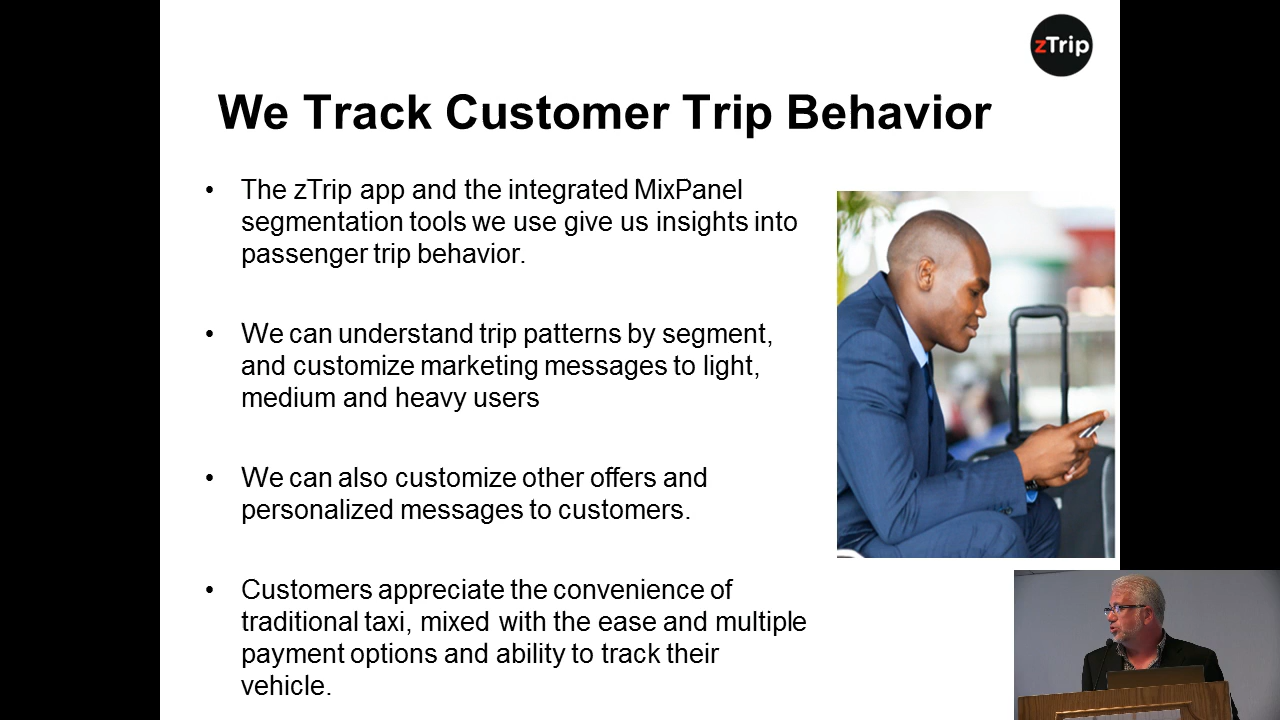 zTrip
We Track Customer Trip Behavior
• The zTrip app and the integrated MixPanel
segmentation tools we use give us insights into
passenger trip behavior.
• We can understand trip patterns by segment,
and customize marketing messages to light,
medium and heavy users
• We can also customize other offers and
personalized messages to customers.
• Customers appreciate the convenience of
traditional taxi, mixed with the ease and multiple
payment options and ability to track their
vehicle.